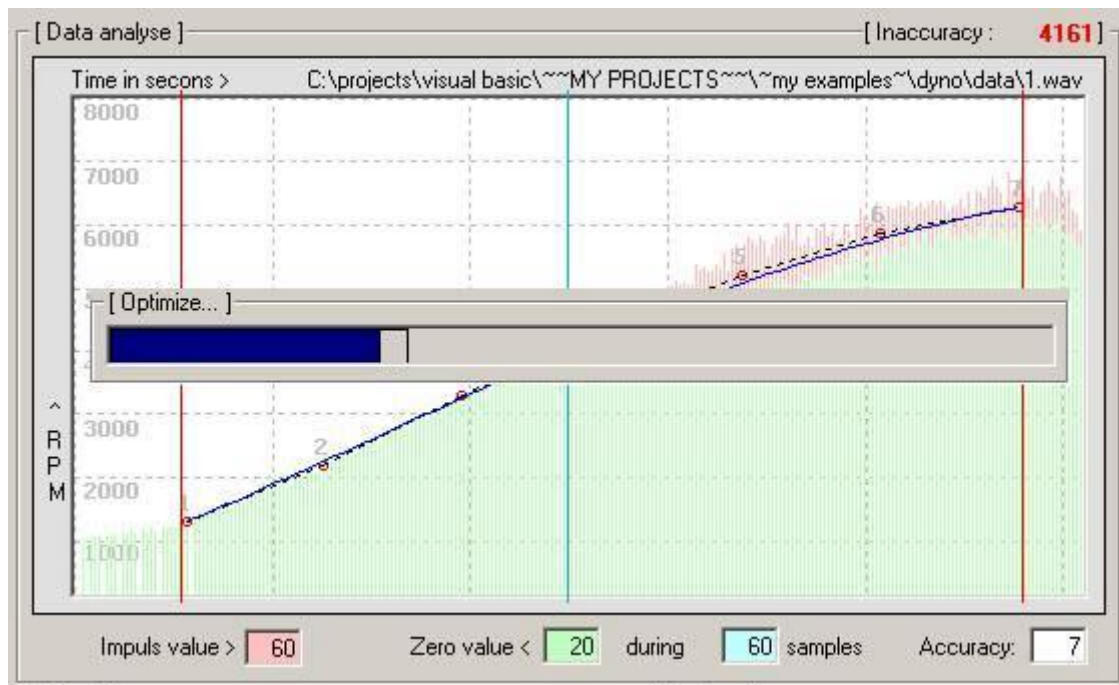 [ Data analyse ] [ Inaccuracy : 4161 ]
Time in secons > C:\projects\visual basic\~~MY PROJECTS~~\~my examples~\dyno\data\1.wav
8000
7000
7
6
6000
5
[ Optimize... ]
3000
2
^ RPM
2000
1
1000
Impuls value > 60 Zero value < 20 during 60 samples Accuracy: 7